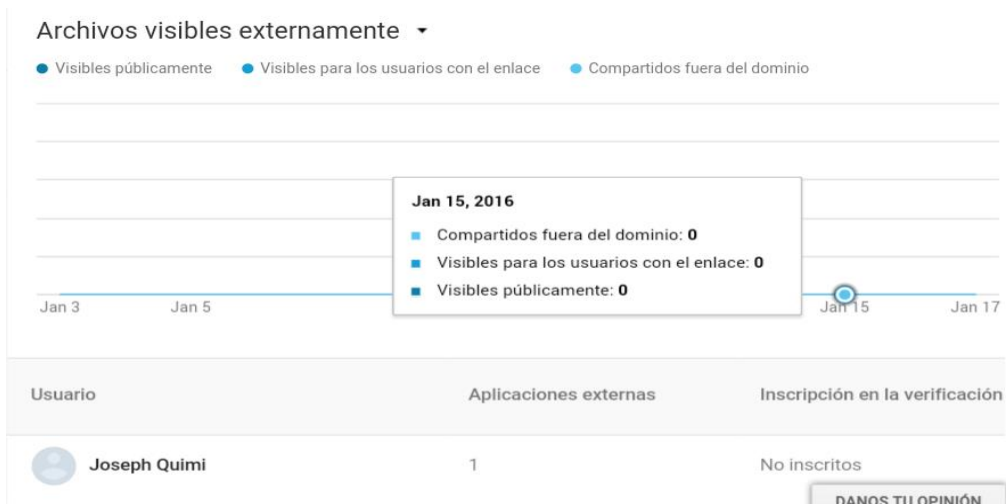 Archivos visibles externamente
Visibles públicamente Visibles para los usuarios con el enlace Compartidos fuera del dominio
Jan 15, 2016
Compartidos fuera del dominio: 0
Visibles para los usuarios con el enlace: 0
Visibles públicamente: 0
Jan 3 Jan 5 Jan 15 Jan 17
Usuario Aplicaciones externas Inscripción en la verificación
Joseph Quimi 1 No inscritos
DANOS TU OPINIÓN